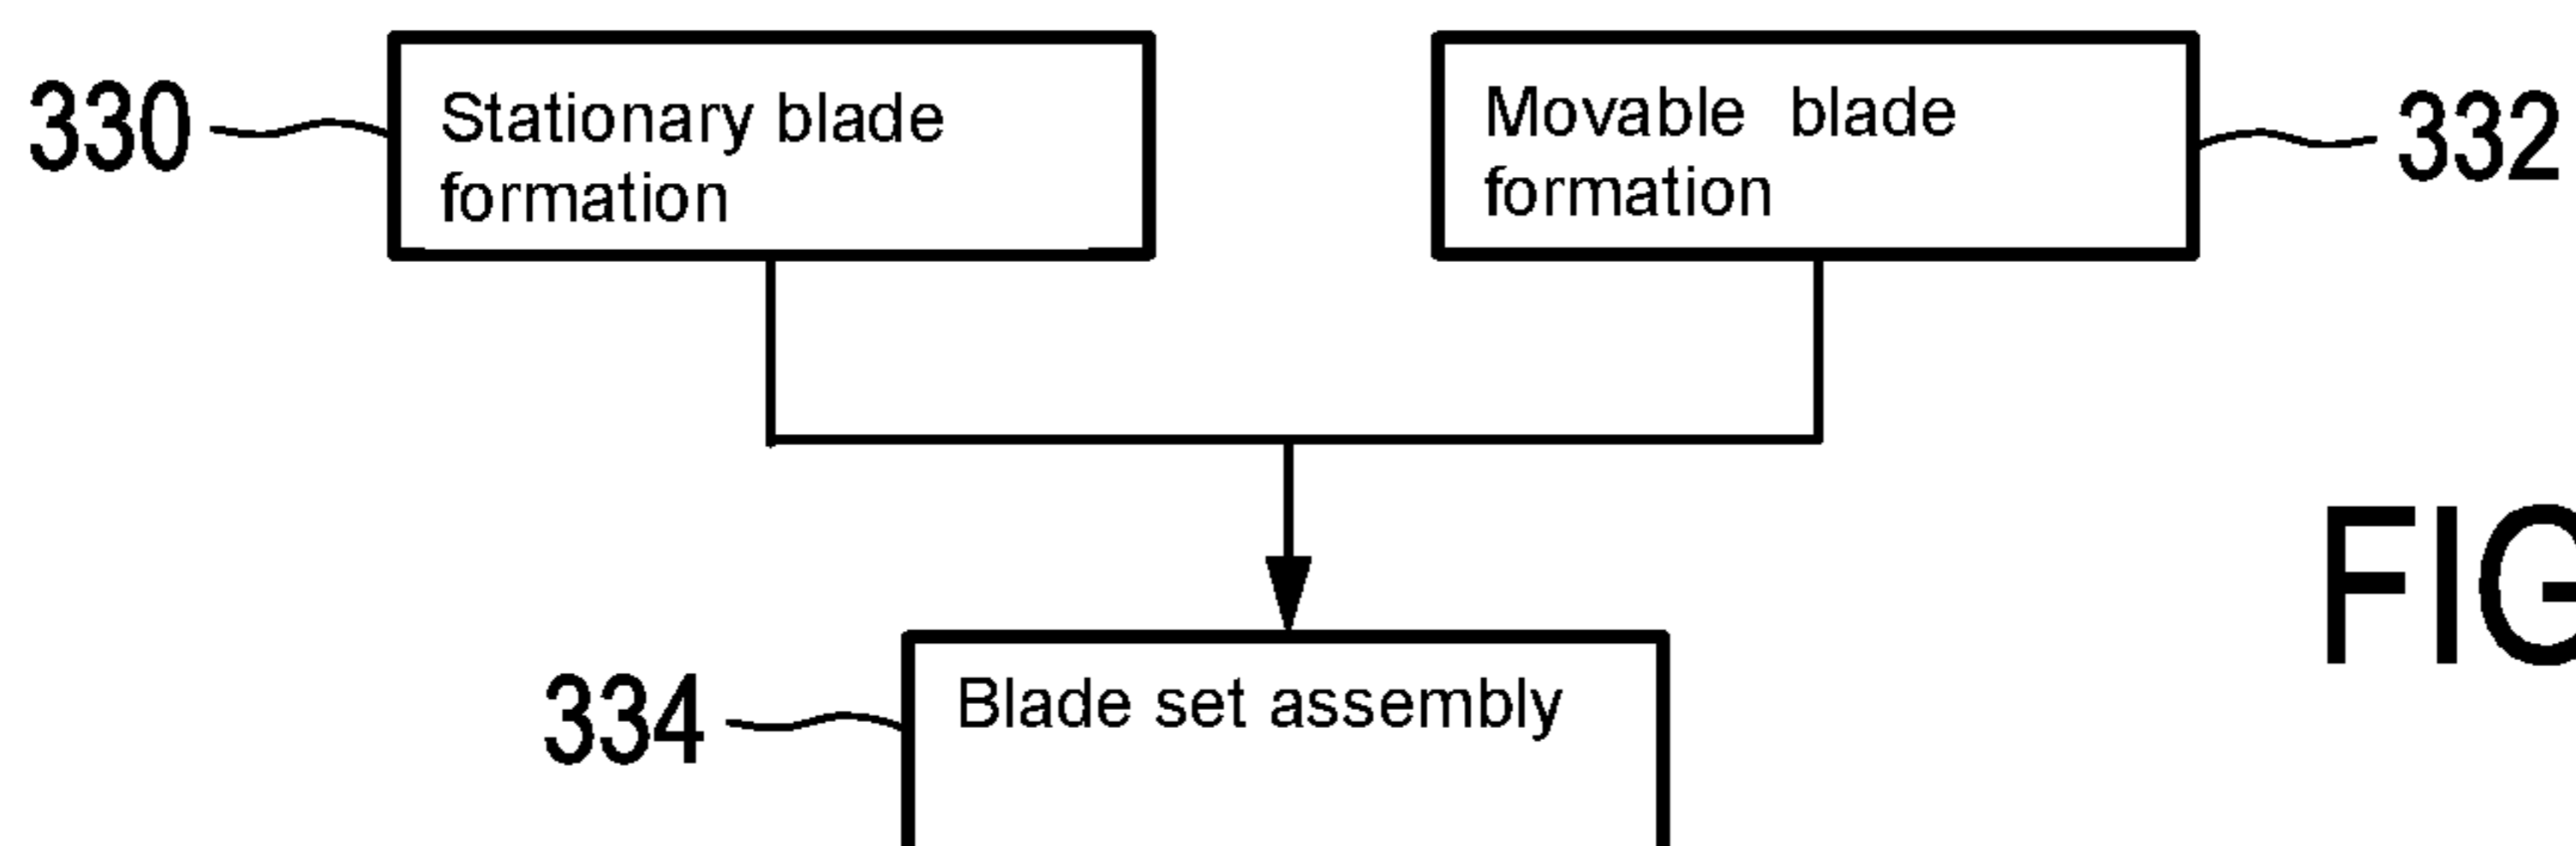 330
Stationary blade
formation
Movable blade
formation
332
FIG
334
Blade set assembly